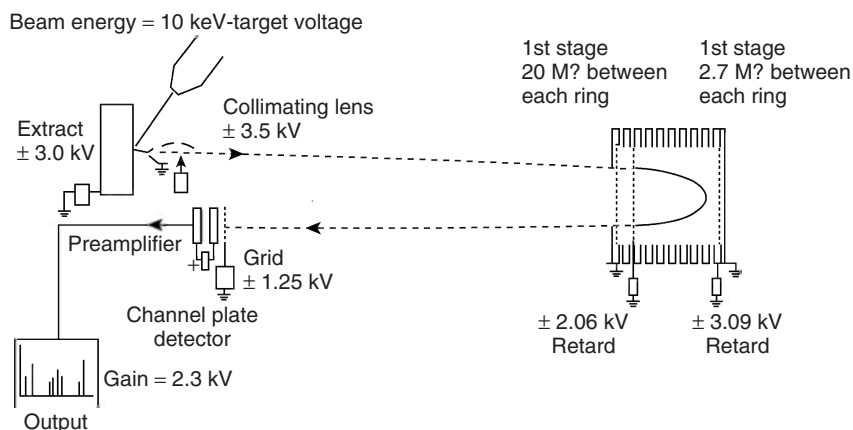 Beam energy = 10 keV-target voltage
1st stage
20 M? between
each ring
1st stage
2.7 M? between
each ring
Collimating lens
± 3.5 kV
Extract
± 3.0 kV
Preamplifier
+
Grid
± 1.25 kV
Channel plate
detector
± 2.06 kV
Retard
± 3.09 kV
Retard
Gain = 2.3 kV
Output